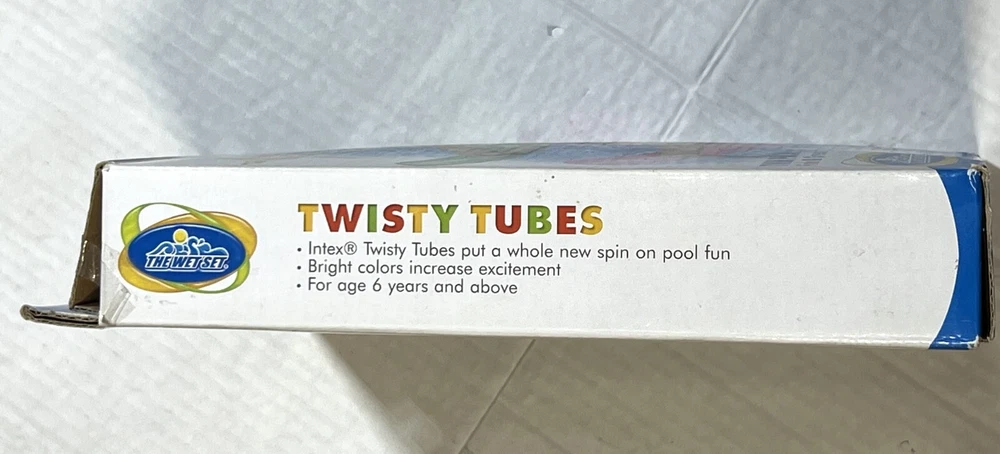 THE WET SET®
TWISTY TUBES
• Intex® Twisty Tubes put a whole new spin on pool fun
• Bright colors increase excitement
• For age 6 years and above